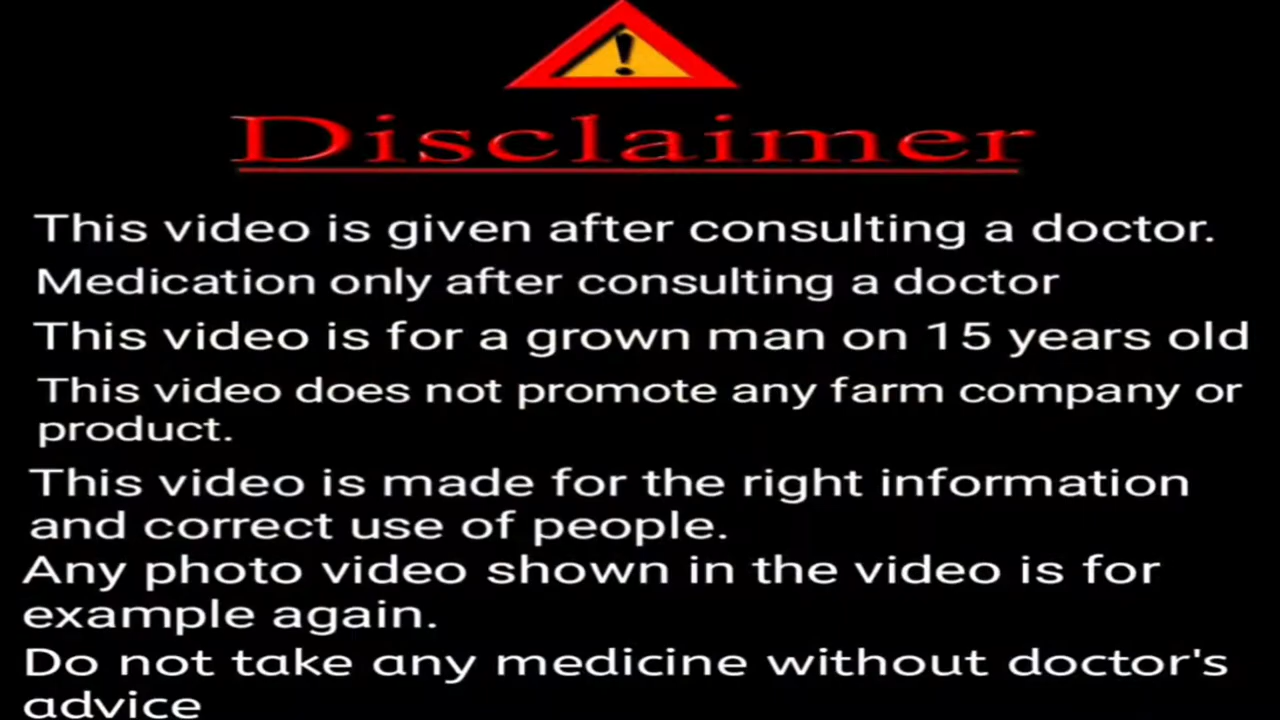 Disclaimer
This video is given after consulting a doctor.
Medication only after consulting a doctor
This video is for a grown man on 15 years old
This video does not promote any farm company or
product.
This video is made for the right information
and correct use of people.
Any photo video shown in the video is for
example again.
Do not take any medicine without doctor's
advice